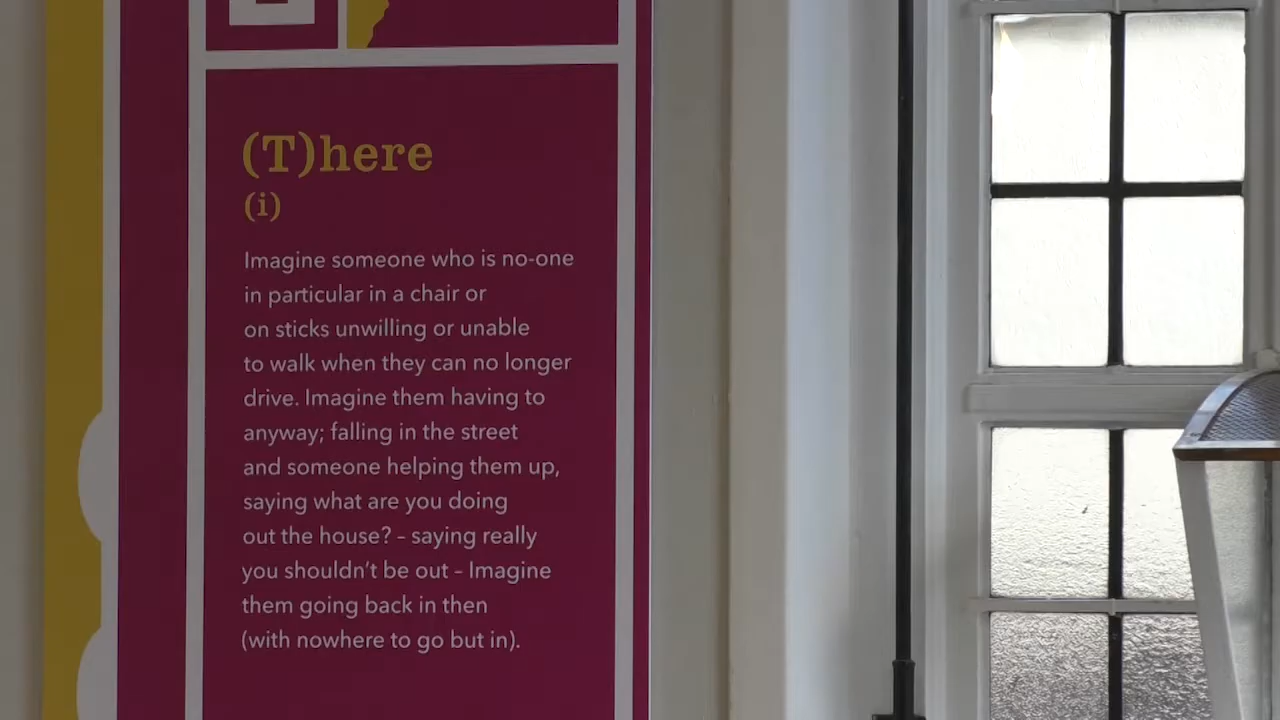 (T)here
(i)
Imagine someone who is no-one
in particular in a chair or
on sticks unwilling or unable
to walk when they can no longer
drive. Imagine them having to
anyway; falling in the street
and someone helping them up,
saying what are you doing
out the house? – saying really
you shouldn’t be out – Imagine
them going back in then
(with nowhere to go but in).